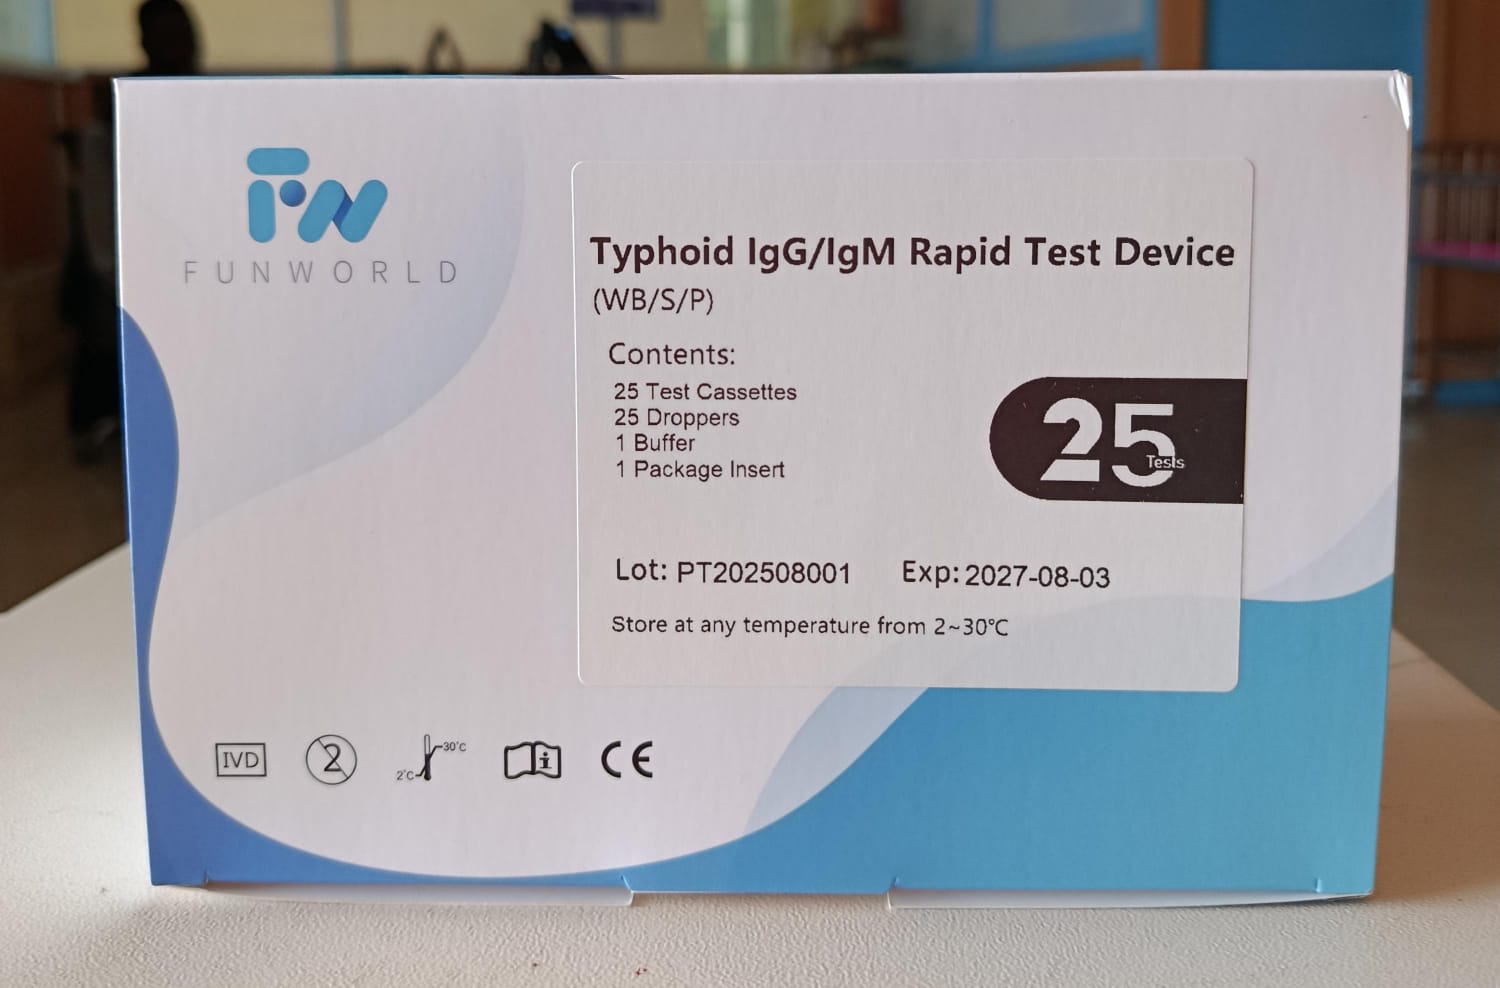 FUNWORLD
Typhoid IgG/IgM Rapid Test Device
(WB/S/P)
Contents:
25 Test Cassettes
25 Droppers
1 Buffer
1 Package Insert
25
Tests
Lot: PT202508001 Exp: 2027-08-03
Store at any temperature from 2~30℃
IVD
2
2℃
30℃
i
CE